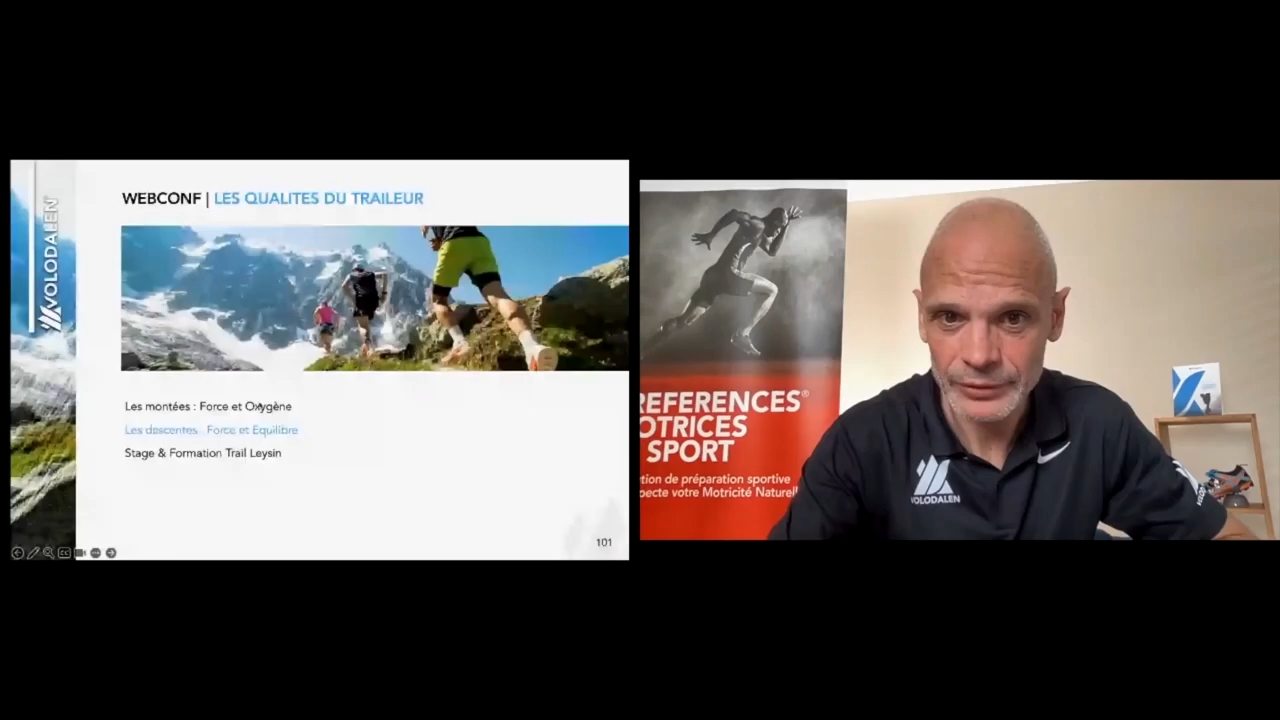 VOLODALEN
WEBCONF | LES QUALITES DU TRAILEUR
Les montées : Force et Oxygène
Les descentes : Force et Equilibre
Stage & Formation Trail Leysin
101
REFERENCES®
OTRICES
SPORT
tion de préparation sportive
pecte votre Motricité Naturell
VOLODALEN